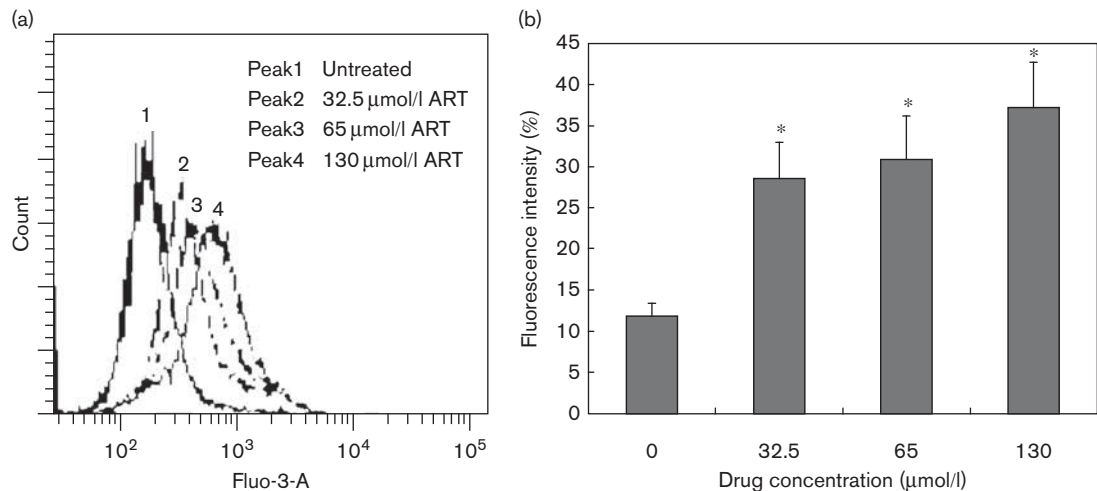 (a)
Peak1 Untreated
Peak2 32.5 μmol/l ART
Peak3 65 μmol/l ART
Peak4 130 μmol/l ART
1
2
3 4
Count
10² 10³ 10⁴ 10⁵
Fluo-3-A
(b)
45
40
35
30
25
20
15
10
5
0
Fluorescence intensity (%)
* * *
0 32.5 65 130
Drug concentration (μmol/l)